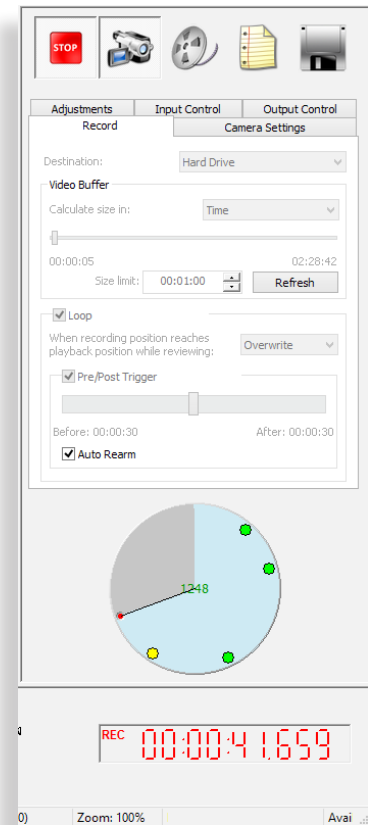 STOP
Adjustments Input Control Output Control
Record Camera Settings
Destination: Hard Drive
Video Buffer
Calculate size in: Time
00:00:05 02:28:42
Size limit: 00:01:00 Refresh
Loop
When recording position reaches
playback position while reviewing: Overwrite
Pre/Post Trigger
Before: 00:00:30 After: 00:00:30
Auto Rearm
1248
REC 00:00:41.659
0) Zoom: 100% Avai